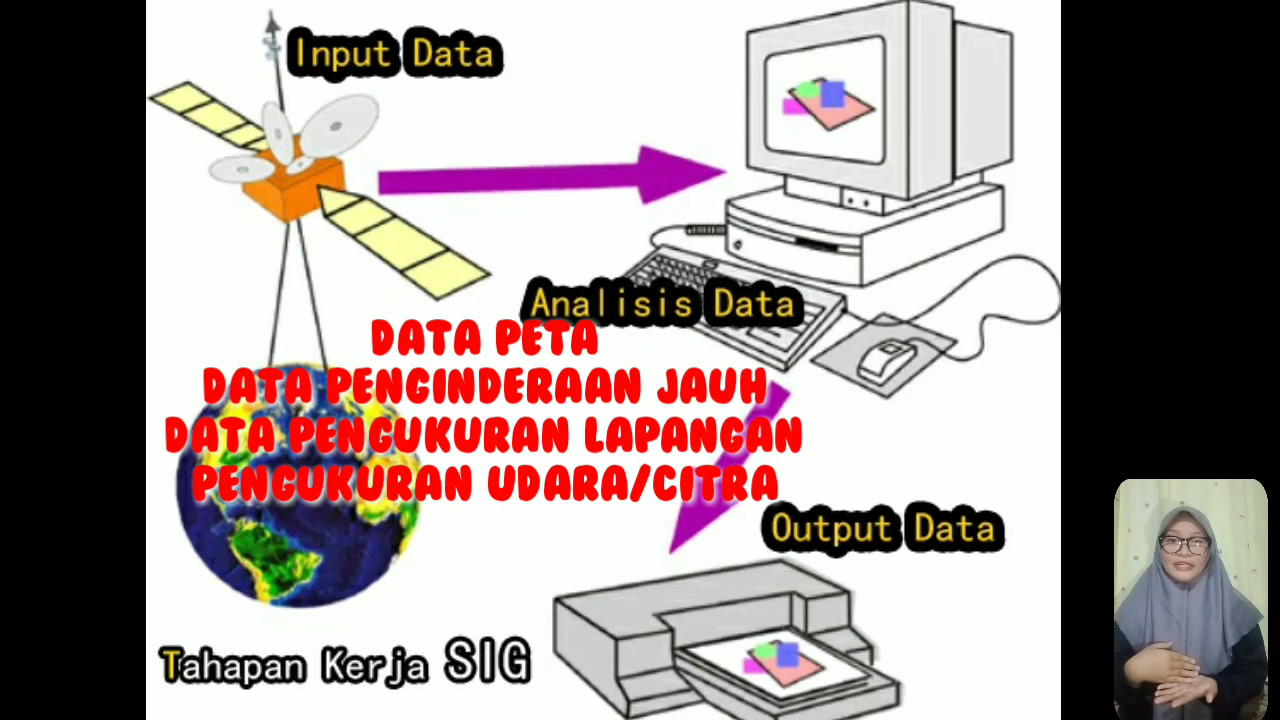 Input Data
Analisis Data
DATA PETA
DATA PENGINDERAAN JAUH
DATA PENGUKURAN LAPANGAN
PENGUKURAN UDARA/CITRA
Output Data
Tahapan Kerja SIG